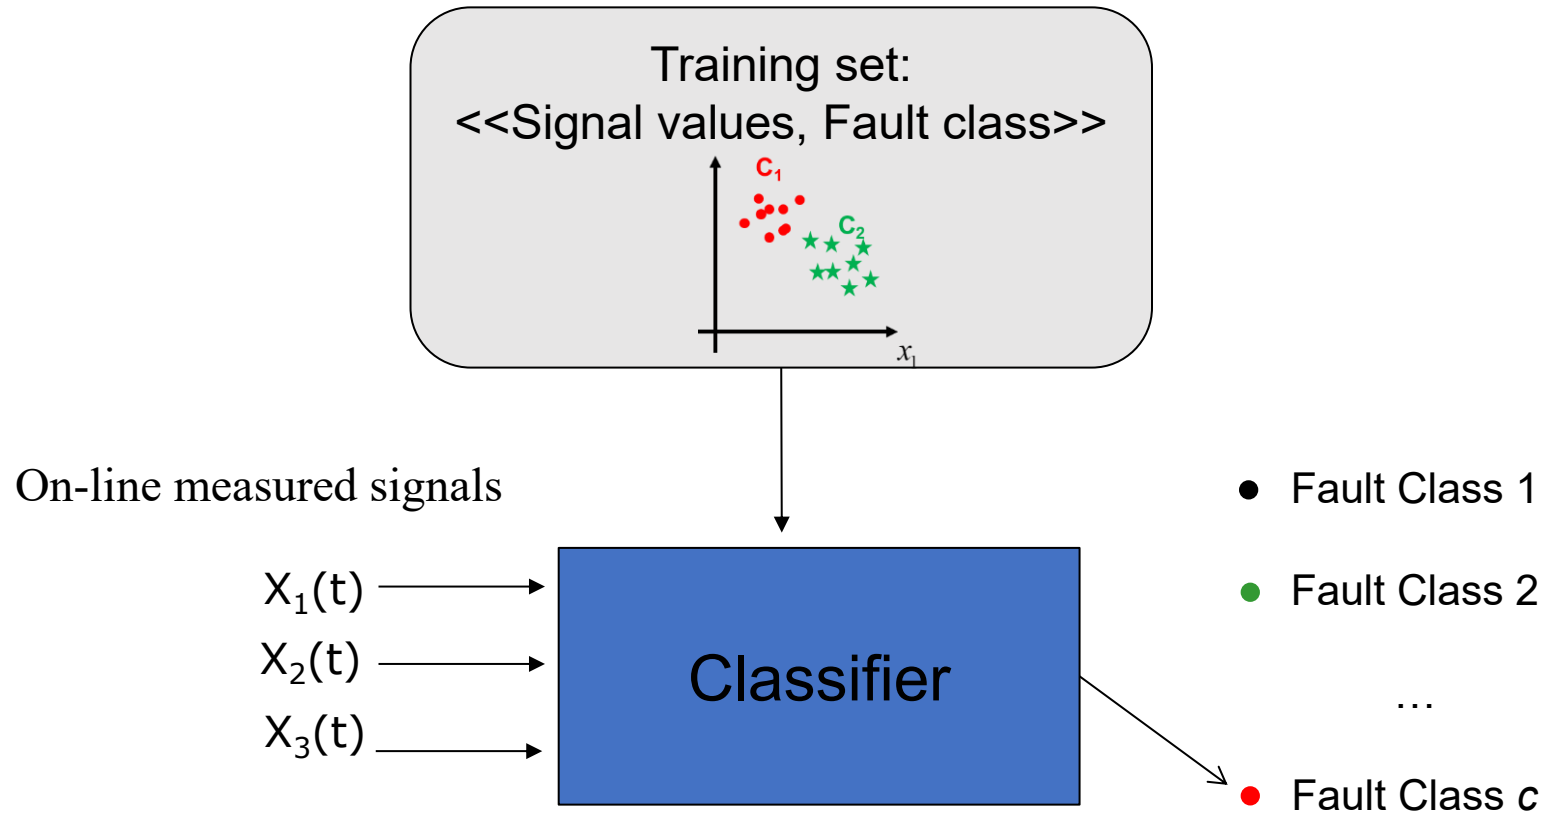 Training set:
<<Signal values, Fault class>>
C₁
C₂
x₁
On-line measured signals
X₁(t)
X₂(t)
X₃(t)
Classifier
Fault Class 1
Fault Class 2
...
Fault Class c